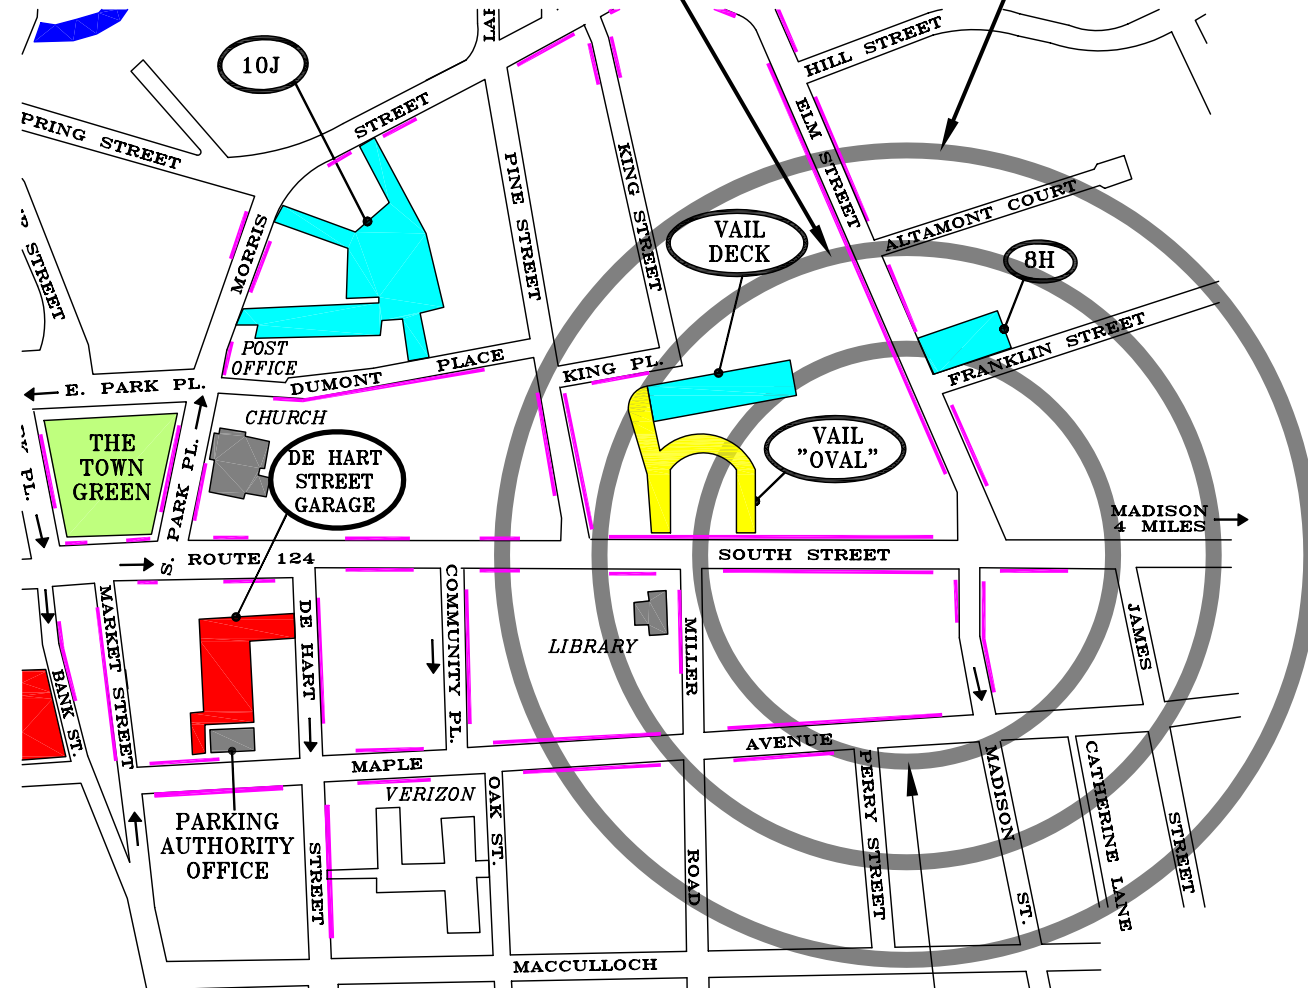 10J
STREET
HILL STREET
PRING STREET
ELM STREET
KING STREET
PINE STREET
MORRIS
VAIL
DECK
ALTAMONT COURT
8H
POST
OFFICE
DUMONT PLACE
KING PL.
FRANKLIN STREET
E. PARK PL.
CHURCH
THE
TOWN
GREEN
DE HART
STREET
GARAGE
VAIL
"OVAL"
S. PARK PL.
PL.
STREET
MADISON
4 MILES
ROUTE 124
SOUTH STREET
MARKET STREET
DE HART
COMMUNITY PL.
LIBRARY
MILLER
JAMES
BANK ST.
MAPLE
AVENUE
VERIZON
OAK ST.
PERRY STREET
MADISON
ST.
CATHERINE LANE
STREET
PARKING
AUTHORITY
OFFICE
STREET
ROAD
MACCULLOCH